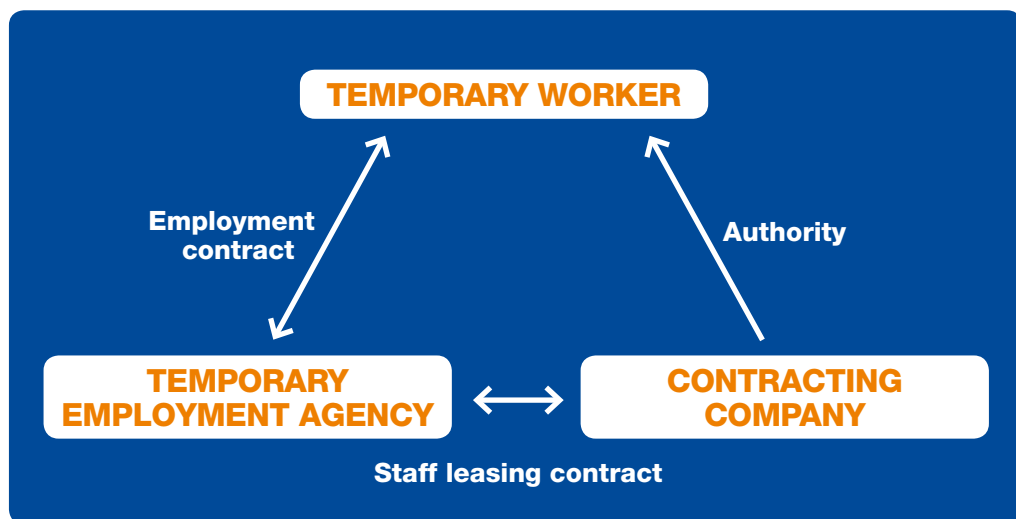 TEMPORARY WORKER
Employment
contract
Authority
TEMPORARY
EMPLOYMENT AGENCY
CONTRACTING
COMPANY
Staff leasing contract